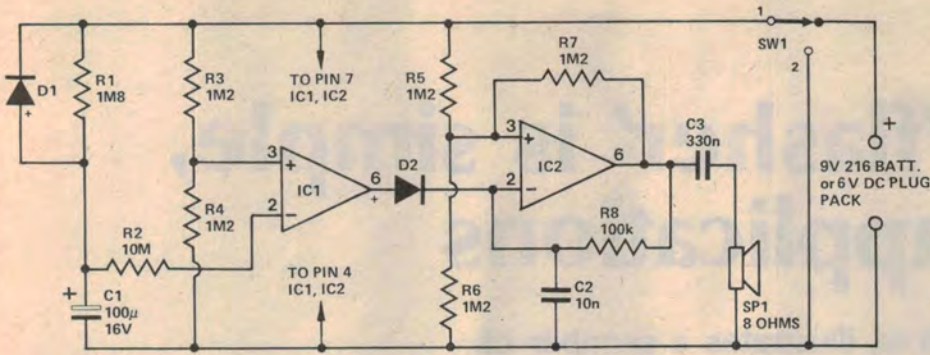 1
SW1
2
D1
+
R1
1M8
R3
1M2
TO PIN 7
IC1, IC2
R5
1M2
R7
1M2
3
+
IC1
2
−
6
+
D2
3
+
IC2
2
−
6
C3
330n
+
9V 216 BATT.
or 6V DC PLUG
PACK
R2
10M
R4
1M2
R8
100k
+
C1
100µ
16V
TO PIN 4
IC1, IC2
R6
1M2
C2
10n
SP1
8 OHMS